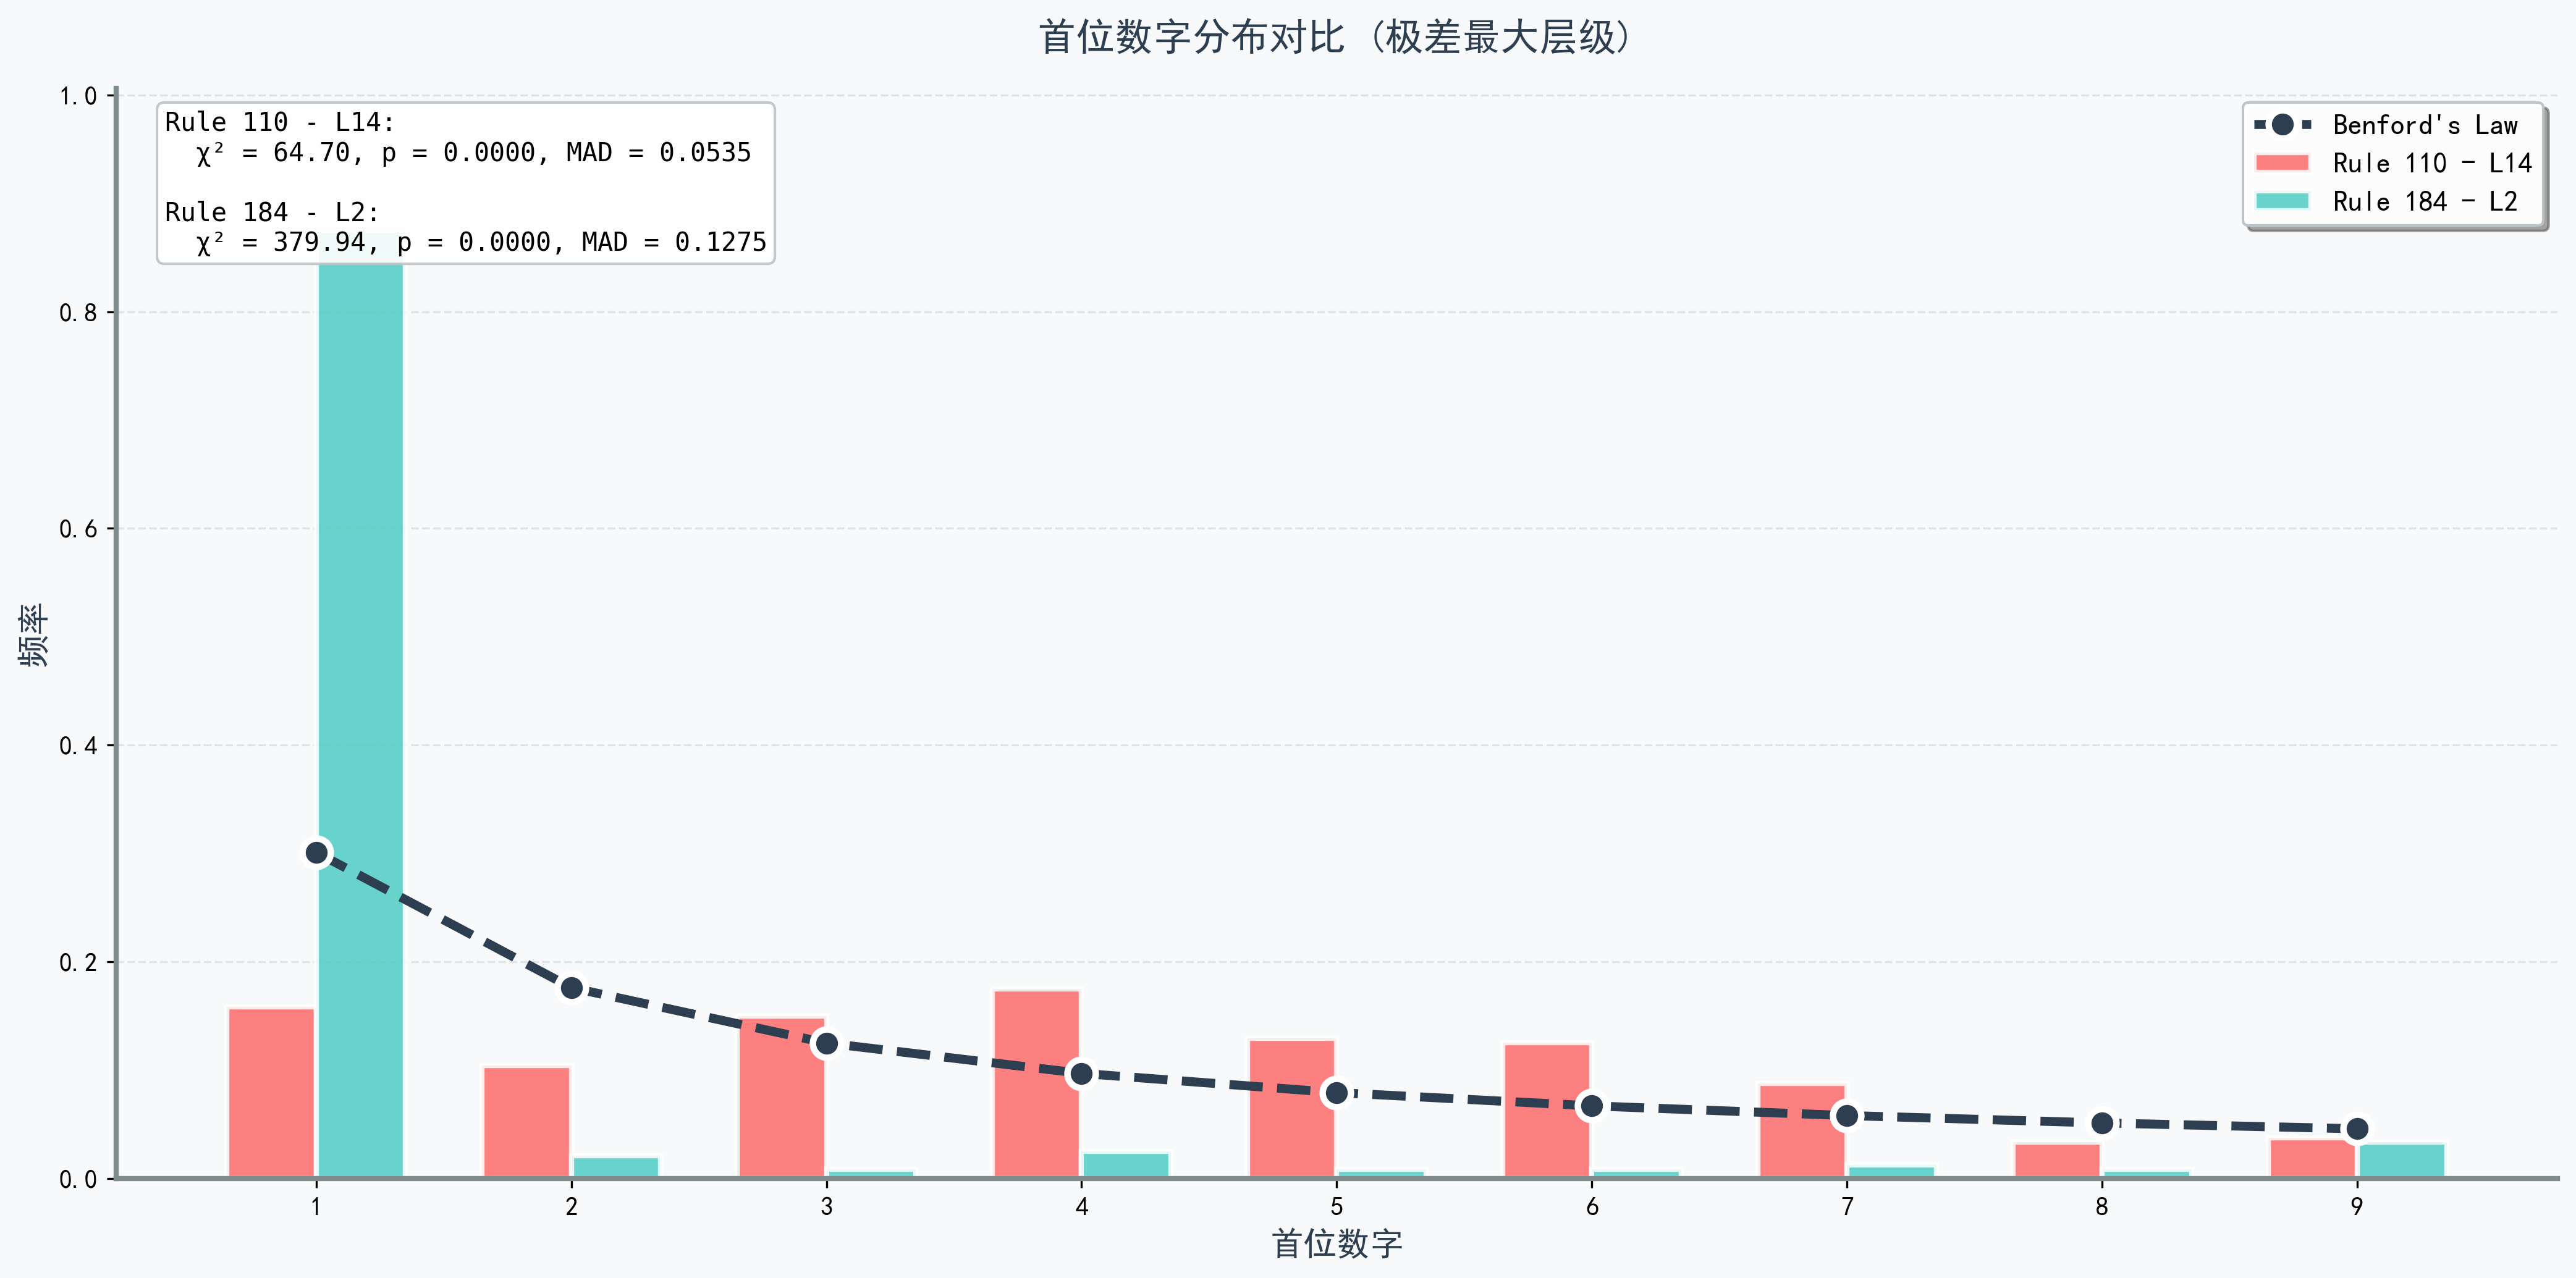 首位数字分布对比 (极差最大层级)
Rule 110 - L14:
χ² = 64.70, p = 0.0000, MAD = 0.0535
Rule 184 - L2:
χ² = 379.94, p = 0.0000, MAD = 0.1275
Benford's Law
Rule 110 - L14
Rule 184 - L2
频率
1.0
0.8
0.6
0.4
0.2
0.0
1 2 3 4 5 6 7 8 9
首位数字